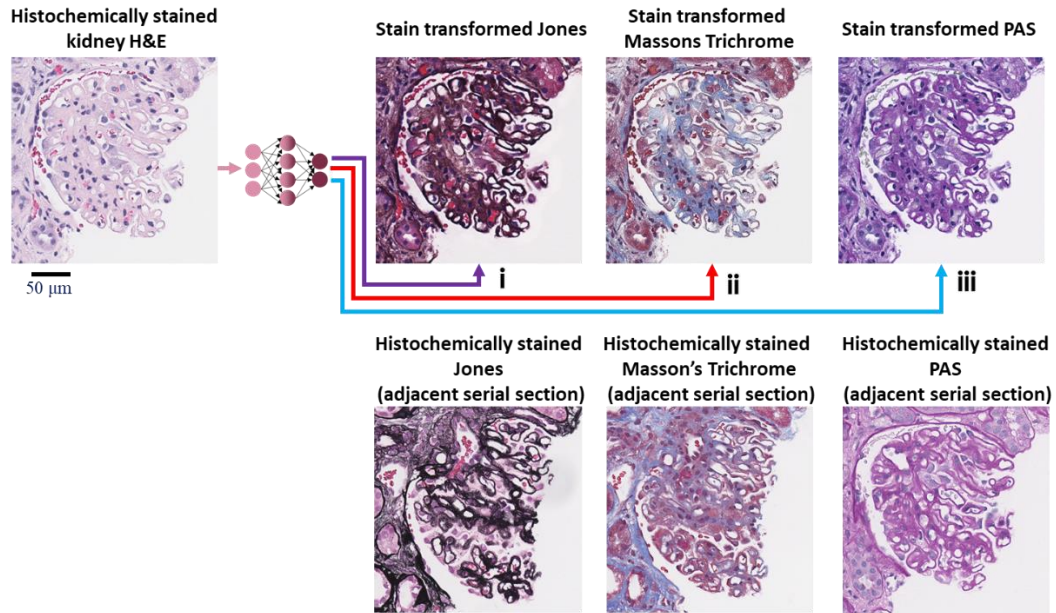 Histochemically stained
kidney H&E
Stain transformed Jones
Stain transformed
Massons Trichrome
Stain transformed PAS
50 μm
i
ii
iii
Histochemically stained
Jones
(adjacent serial section)
Histochemically stained
Masson’s Trichrome
(adjacent serial section)
Histochemically stained
PAS
(adjacent serial section)